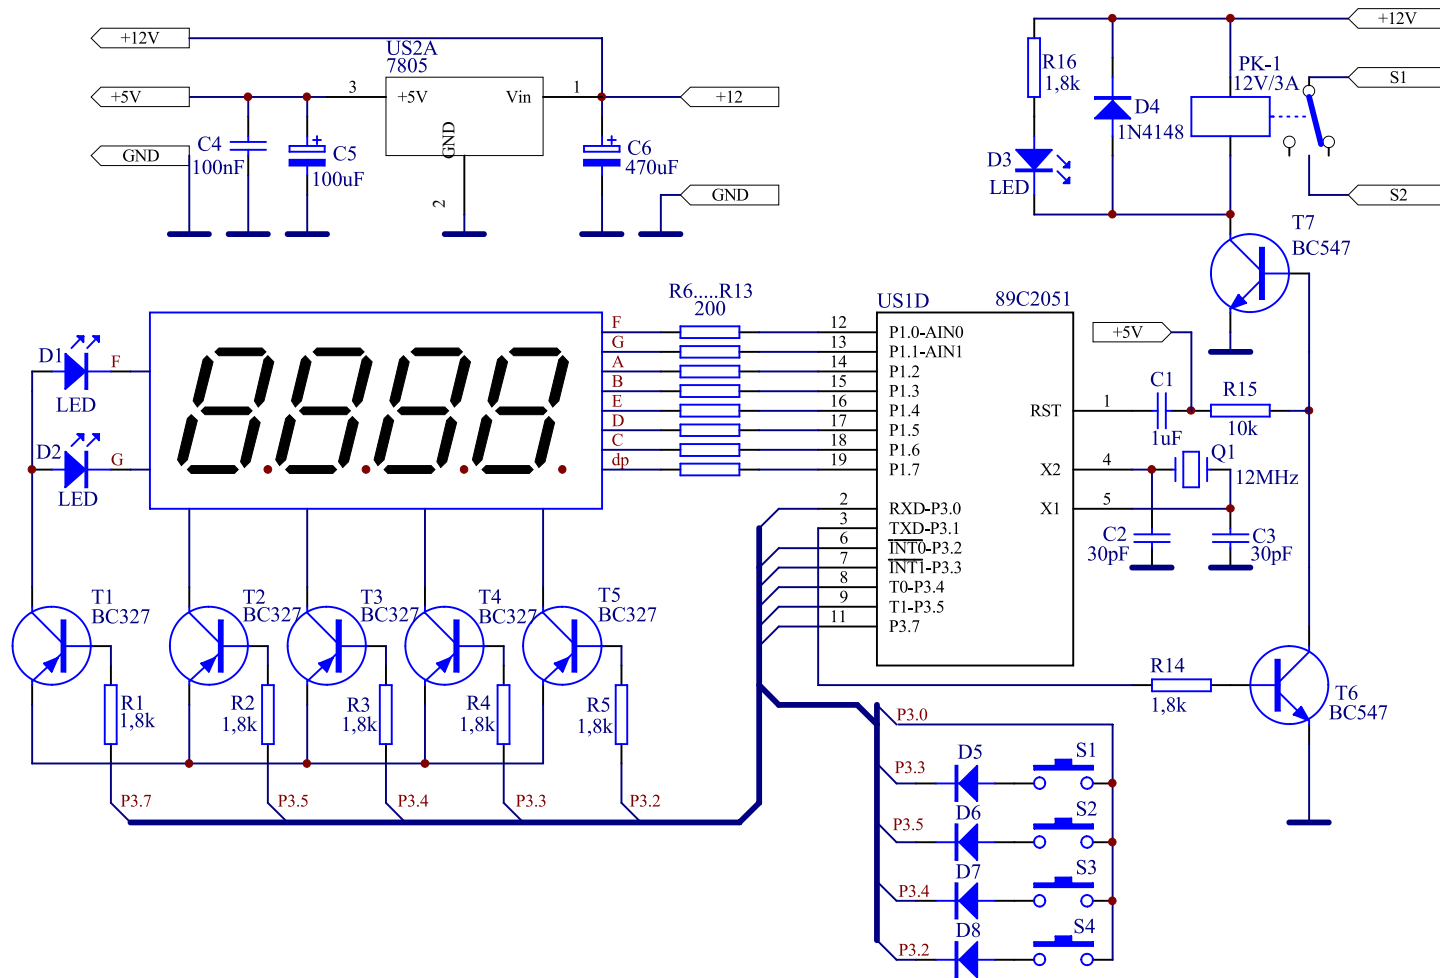 +12V
US2A
7805
+5V
3
+5V
Vin
1
+12
GND
C4
100nF
+
C5
100uF
GND
2
+
C6
470uF
GND
+12V
R16
1,8k
D4
1N4148
PK-1
12V/3A
S1
D3
LED
S2
T7
BC547
D1
F
LED
D2
G
LED
F
G
A
B
E
D
C
dp
R6.....R13
200
US1D
89C2051
12
P1.0-AIN0
13
P1.1-AIN1
14
P1.2
15
P1.3
16
P1.4
17
P1.5
18
P1.6
19
P1.7
2
RXD-P3.0
3
TXD-P3.1
6
INT0-P3.2
7
INT1-P3.3
8
T0-P3.4
9
T1-P3.5
11
P3.7
RST
1
X2
4
X1
5
+5V
C1
1uF
R15
10k
Q1
12MHz
C2
30pF
C3
30pF
T1
BC327
T2
BC327
T3
BC327
T4
BC327
T5
BC327
R1
1,8k
R2
1,8k
R3
1,8k
R4
1,8k
R5
1,8k
P3.7
P3.5
P3.4
P3.3
P3.2
R14
1,8k
T6
BC547
P3.0
P3.3
D5
S1
P3.5
D6
S2
P3.4
D7
S3
P3.2
D8
S4